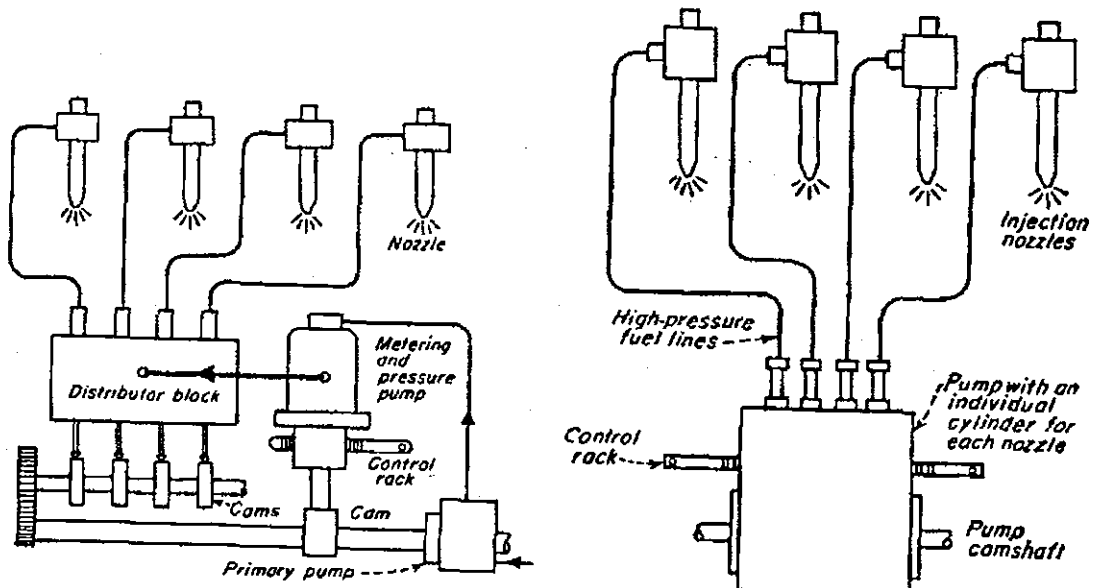 Nozzle
Metering
and
pressure
pump
Distributor block
Control
rack
Cams
Cam
Primary pump
Injection
nozzles
High-pressure
fuel lines
Pump with an
individual
cylinder for
each nozzle
Control
rack
Pump
camshaft